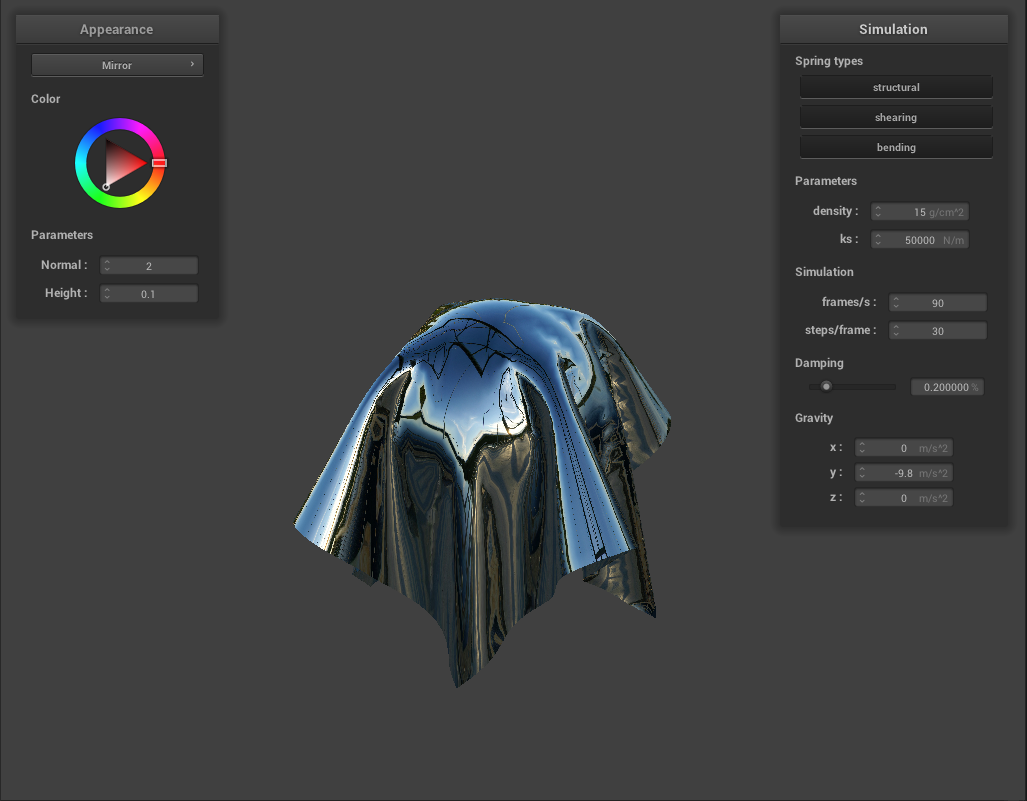 Appearance
Mirror
Color
Parameters
Normal : 2
Height : 0.1
Simulation
Spring types
structural
shearing
bending
Parameters
density : 15 g/cm^2
ks : 50000 N/m
Simulation
frames/s : 90
steps/frame : 30
Damping
0.200000 %
Gravity
x : 0 m/s^2
y : -9.8 m/s^2
z : 0 m/s^2